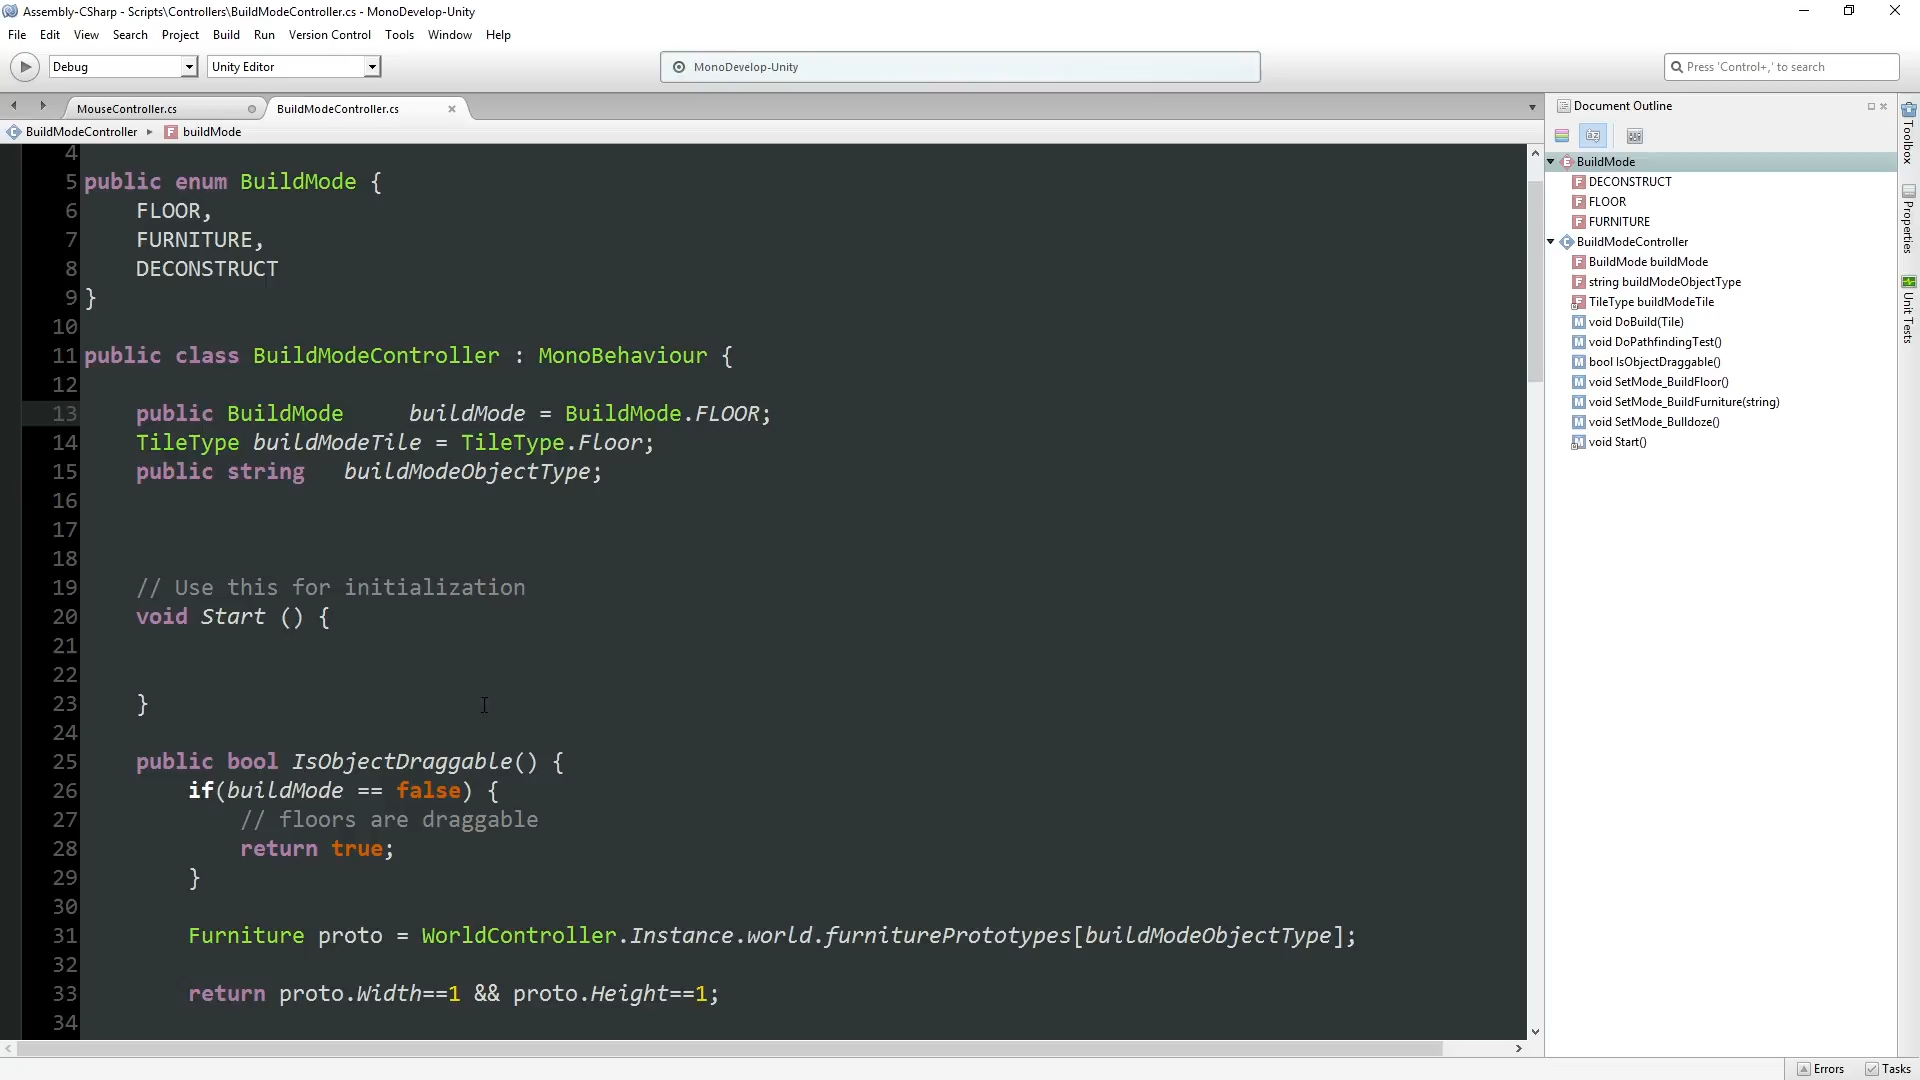 Assembly-CSharp - Scripts\Controllers\BuildModeController.cs - MonoDevelop-Unity
File Edit View Search Project Build Run Version Control Tools Window Help
Debug Unity Editor MonoDevelop-Unity Press 'Control+,' to search
MouseController.cs BuildModeController.cs
BuildModeController buildMode
4
5 public enum BuildMode {
6 FLOOR,
7 FURNITURE,
8 DECONSTRUCT
9 }
10
11 public class BuildModeController : MonoBehaviour {
12
13 public BuildMode buildMode = BuildMode.FLOOR;
14 TileType buildModeTile = TileType.Floor;
15 public string buildModeObjectType;
16
17
18
19 // Use this for initialization
20 void Start () {
21
22
23 }
24
25 public bool IsObjectDraggable() {
26 if(buildMode == false) {
27 // floors are draggable
28 return true;
29 }
30
31 Furniture proto = WorldController.Instance.world.furniturePrototypes[buildModeObjectType];
32
33 return proto.Width==1 && proto.Height==1;
34
Document Outline
BuildMode
DECONSTRUCT
FLOOR
FURNITURE
BuildModeController
BuildMode buildMode
string buildModeObjectType
TileType buildModeTile
void DoBuild(Tile)
void DoPathfindingTest()
bool IsObjectDraggable()
void SetMode_BuildFloor()
void SetMode_BuildFurniture(string)
void SetMode_Bulldoze()
void Start()
Toolbox
Properties
Unit Tests
Errors Tasks